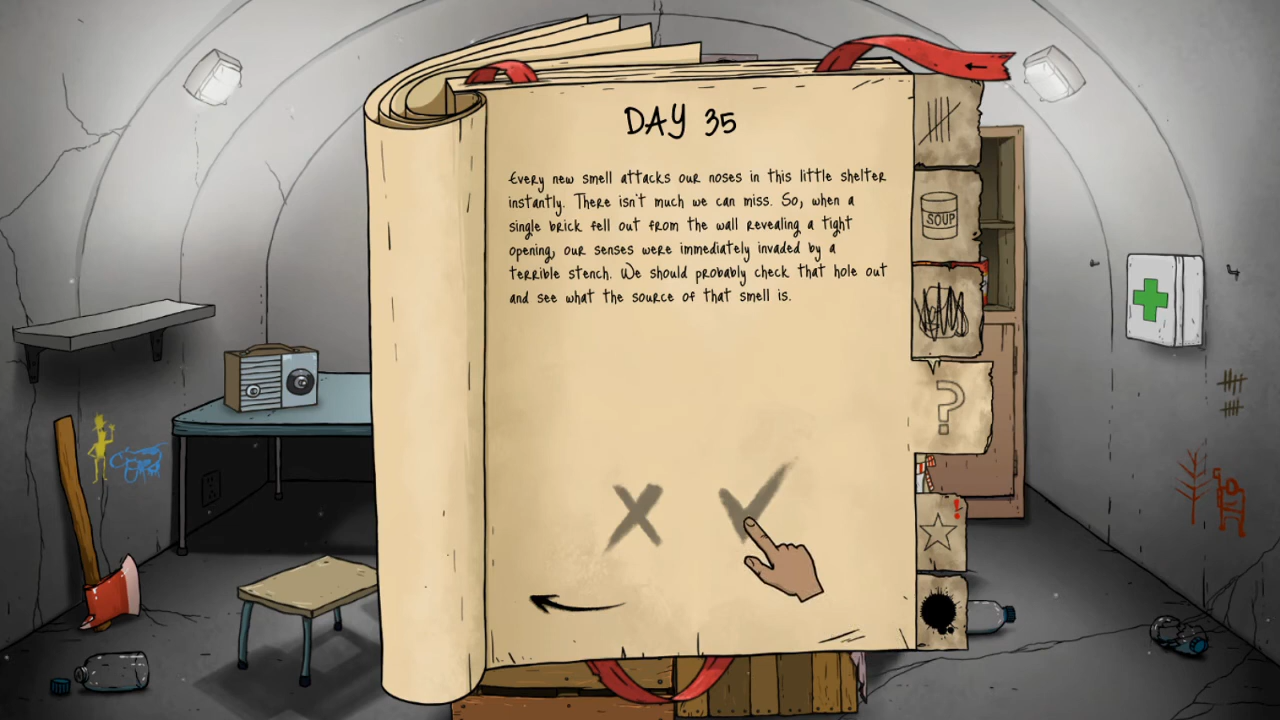 DAY 35
Every new smell attacks our noses in this little shelter
instantly. There isn't much we can miss. So, when a
single brick fell out from the wall revealing a tight
opening, our senses were immediately invaded by a
terrible stench. We should probably check that hole out
and see what the source of that smell is.
SOUP
?
!